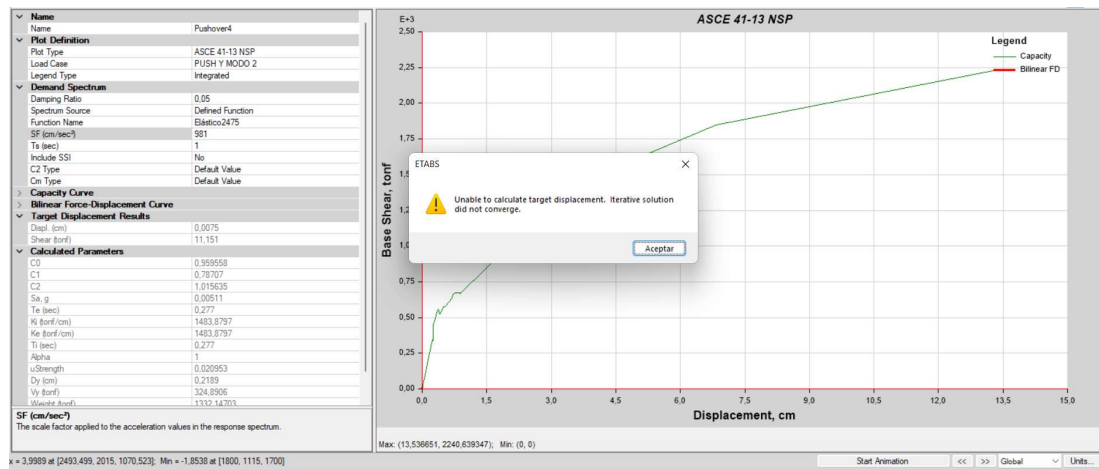 Name
Name Pushover4
Plot Definition
Plot Type ASCE 41-13 NSP
Load Case PUSH Y MODO 2
Legend Type Integrated
Demand Spectrum
Damping Ratio 0,05
Spectrum Source Defined Function
Function Name Elástico2475
SF (cm/sec²) 981
Ts (sec) 1
Include SSI No
C2 Type Default Value
Cm Type Default Value
Capacity Curve
Bilinear Force-Displacement Curve
Target Displacement Results
Displ. (cm) 0,0075
Shear (tonf) 11,151
Calculated Parameters
C0 0,959558
C1 0,78707
C2 1,015635
Sa, g 0,00511
Te (sec) 0,277
Ki (tonf/cm) 1483,8797
Ke (tonf/cm) 1483,8797
Ti (sec) 0,277
Alpha 1
uStrength 0,020953
Dy (cm) 0,2189
Vy (tonf) 324,8906
Weight (tonf) 1332,14703
SF (cm/sec²)
The scale factor applied to the acceleration values in the response spectrum.
ASCE 41-13 NSP
E+3
2,50
2,25
2,00
1,75
1,5
1,2
1,0
0,75
0,50
0,25
0,00
Base Shear, tonf
Legend
Capacity
Bilinear FD
ETABS
Unable to calculate target displacement. Iterative solution
did not converge.
Aceptar
0,0 1,5 3,0 4,5 6,0 7,5 9,0 10,5 12,0 13,5 15,0
Displacement, cm
Max: (13,536651, 2240,639347); Min: (0, 0)
x = 3,9989 at [2493,499, 2015, 1070,523]; Min = -1,8538 at [1800, 1115, 1700]
Start Animation << >> Global Units...